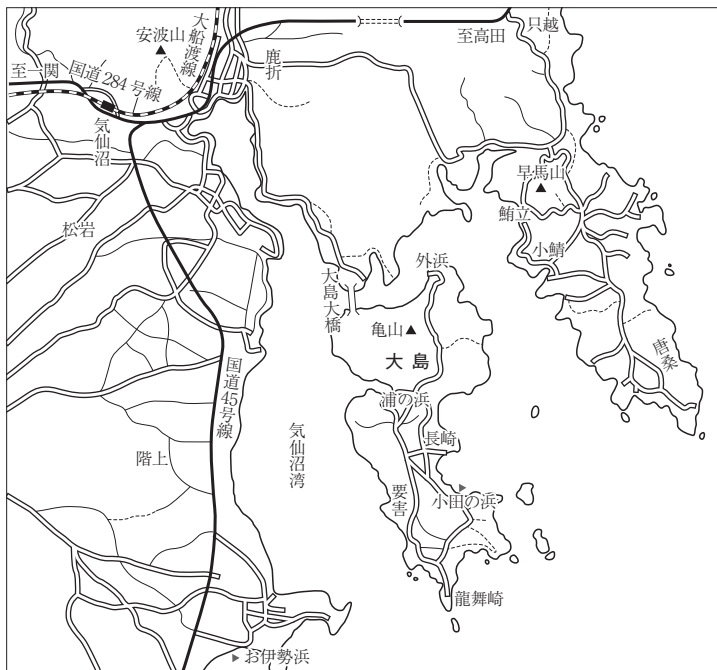 安波山
大船渡線
至一関
国道284号線
鹿折
至高田
只越
気仙沼
早馬山
鮪立
小鯖
松岩
外浜
大島大橋
亀山
大島
唐桑
国道45号線
浦の浜
気仙沼湾
長崎
階上
要害
小田の浜
龍舞崎
お伊勢浜